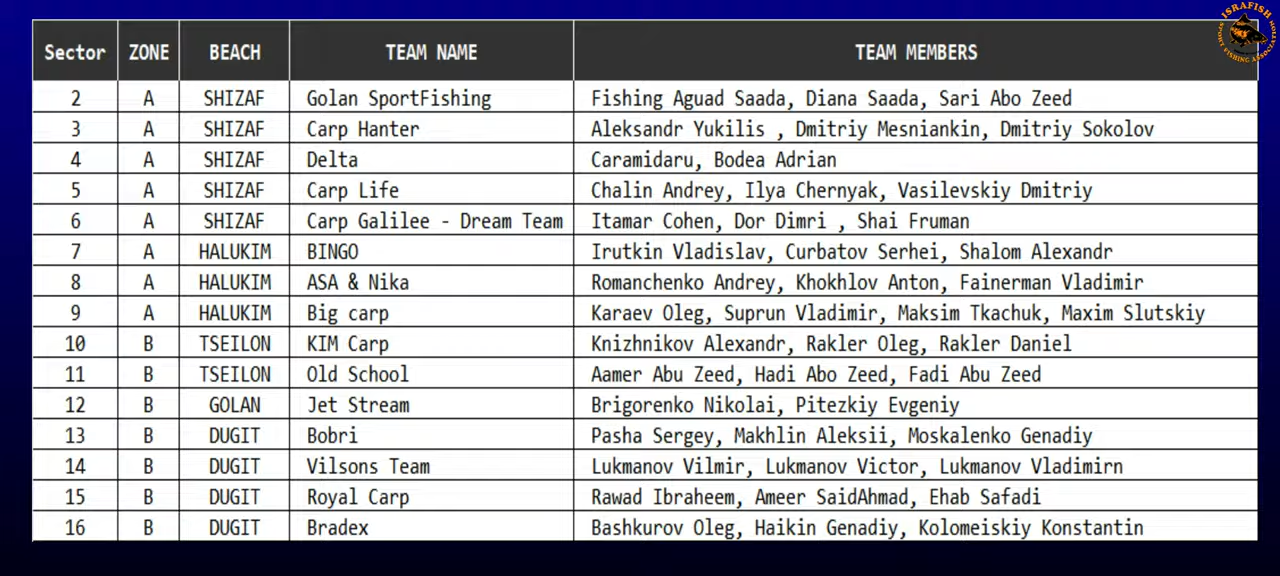 ISRAFISH
SPORT FISHING ASSOCIATION
Sector ZONE BEACH TEAM NAME TEAM MEMBERS
2 A SHIZAF Golan SportFishing Fishing Aguad Saada, Diana Saada, Sari Abo Zeed
3 A SHIZAF Carp Hanter Aleksandr Yukilis , Dmitriy Mesniankin, Dmitriy Sokolov
4 A SHIZAF Delta Caramidaru, Bodea Adrian
5 A SHIZAF Carp Life Chalin Andrey, Ilya Chernyak, Vasilevskiy Dmitriy
6 A SHIZAF Carp Galilee - Dream Team Itamar Cohen, Dor Dimri , Shai Fruman
7 A HALUKIM BINGO Irutkin Vladislav, Curbatov Serhei, Shalom Alexandr
8 A HALUKIM ASA & Nika Romanchenko Andrey, Khokhlov Anton, Fainerman Vladimir
9 A HALUKIM Big carp Karaev Oleg, Suprun Vladimir, Maksim Tkachuk, Maxim Slutskiy
10 B TSEILON KIM Carp Knizhnikov Alexandr, Rakler Oleg, Rakler Daniel
11 B TSEILON Old School Aamer Abu Zeed, Hadi Abo Zeed, Fadi Abu Zeed
12 B GOLAN Jet Stream Brigorenko Nikolai, Pitezkiy Evgeniy
13 B DUGIT Bobri Pasha Sergey, Makhlin Aleksii, Moskalenko Genadiy
14 B DUGIT Vilsons Team Lukmanov Vilmir, Lukmanov Victor, Lukmanov Vladimirn
15 B DUGIT Royal Carp Rawad Ibraheem, Ameer SaidAhmad, Ehab Safadi
16 B DUGIT Bradex Bashkurov Oleg, Haikin Genadiy, Kolomeiskiy Konstantin